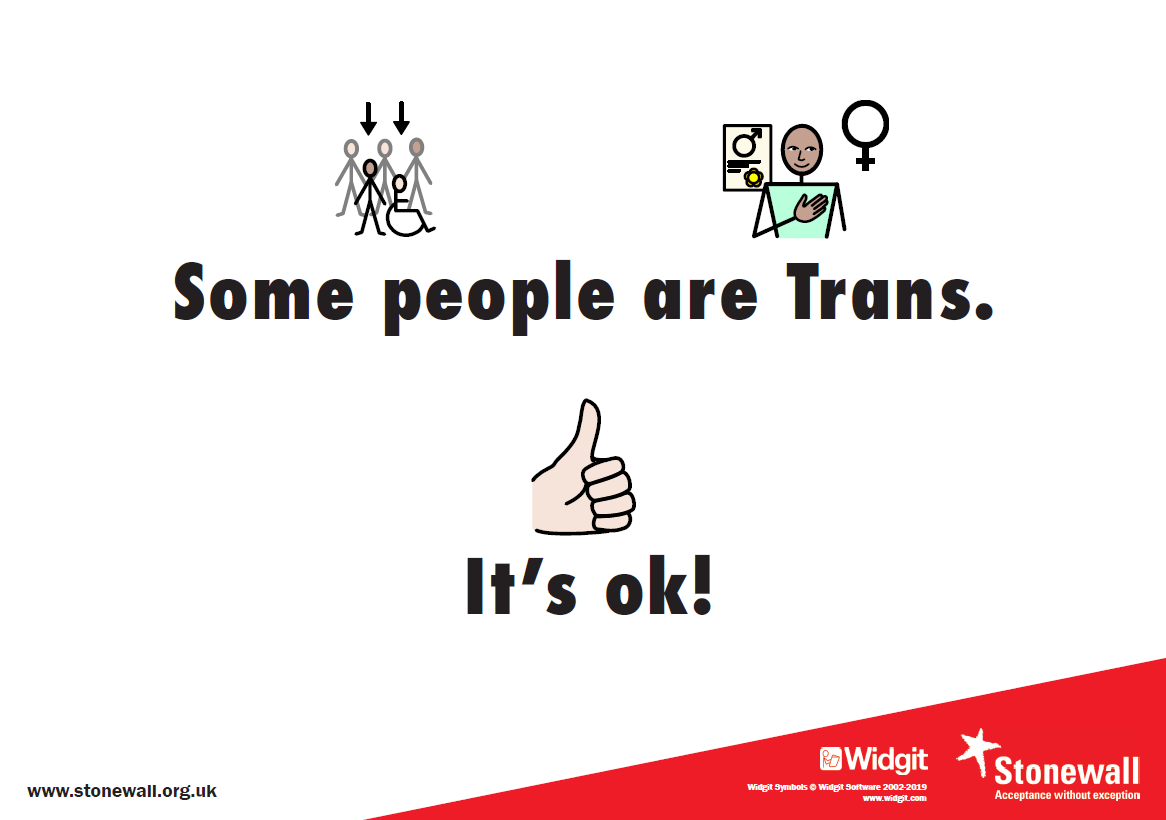 Some people are Trans.
It's ok!
www.stonewall.org.uk
Widgit
Widgit Symbols © Widgit Software 2002-2019
www.widgit.com
Stonewall
Acceptance without exception